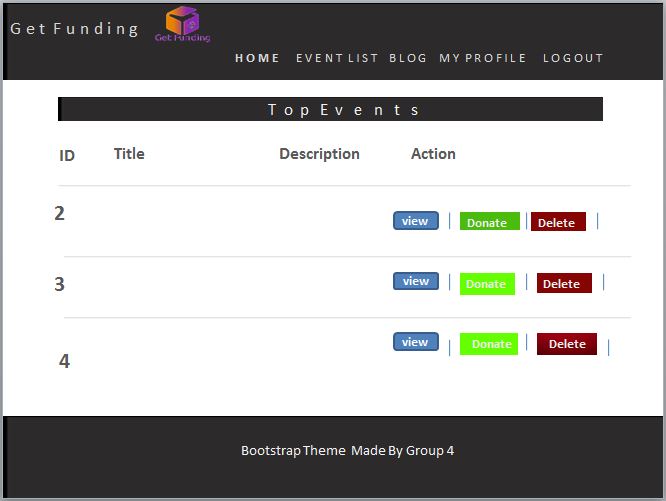 Get Funding
Get Funding
HOME EVENT LIST BLOG MY PROFILE LOGOUT
Top Events
ID Title Description Action
2 view | Donate | Delete |
3 view | Donate | Delete |
4 view | Donate | Delete |
Bootstrap Theme Made By Group 4